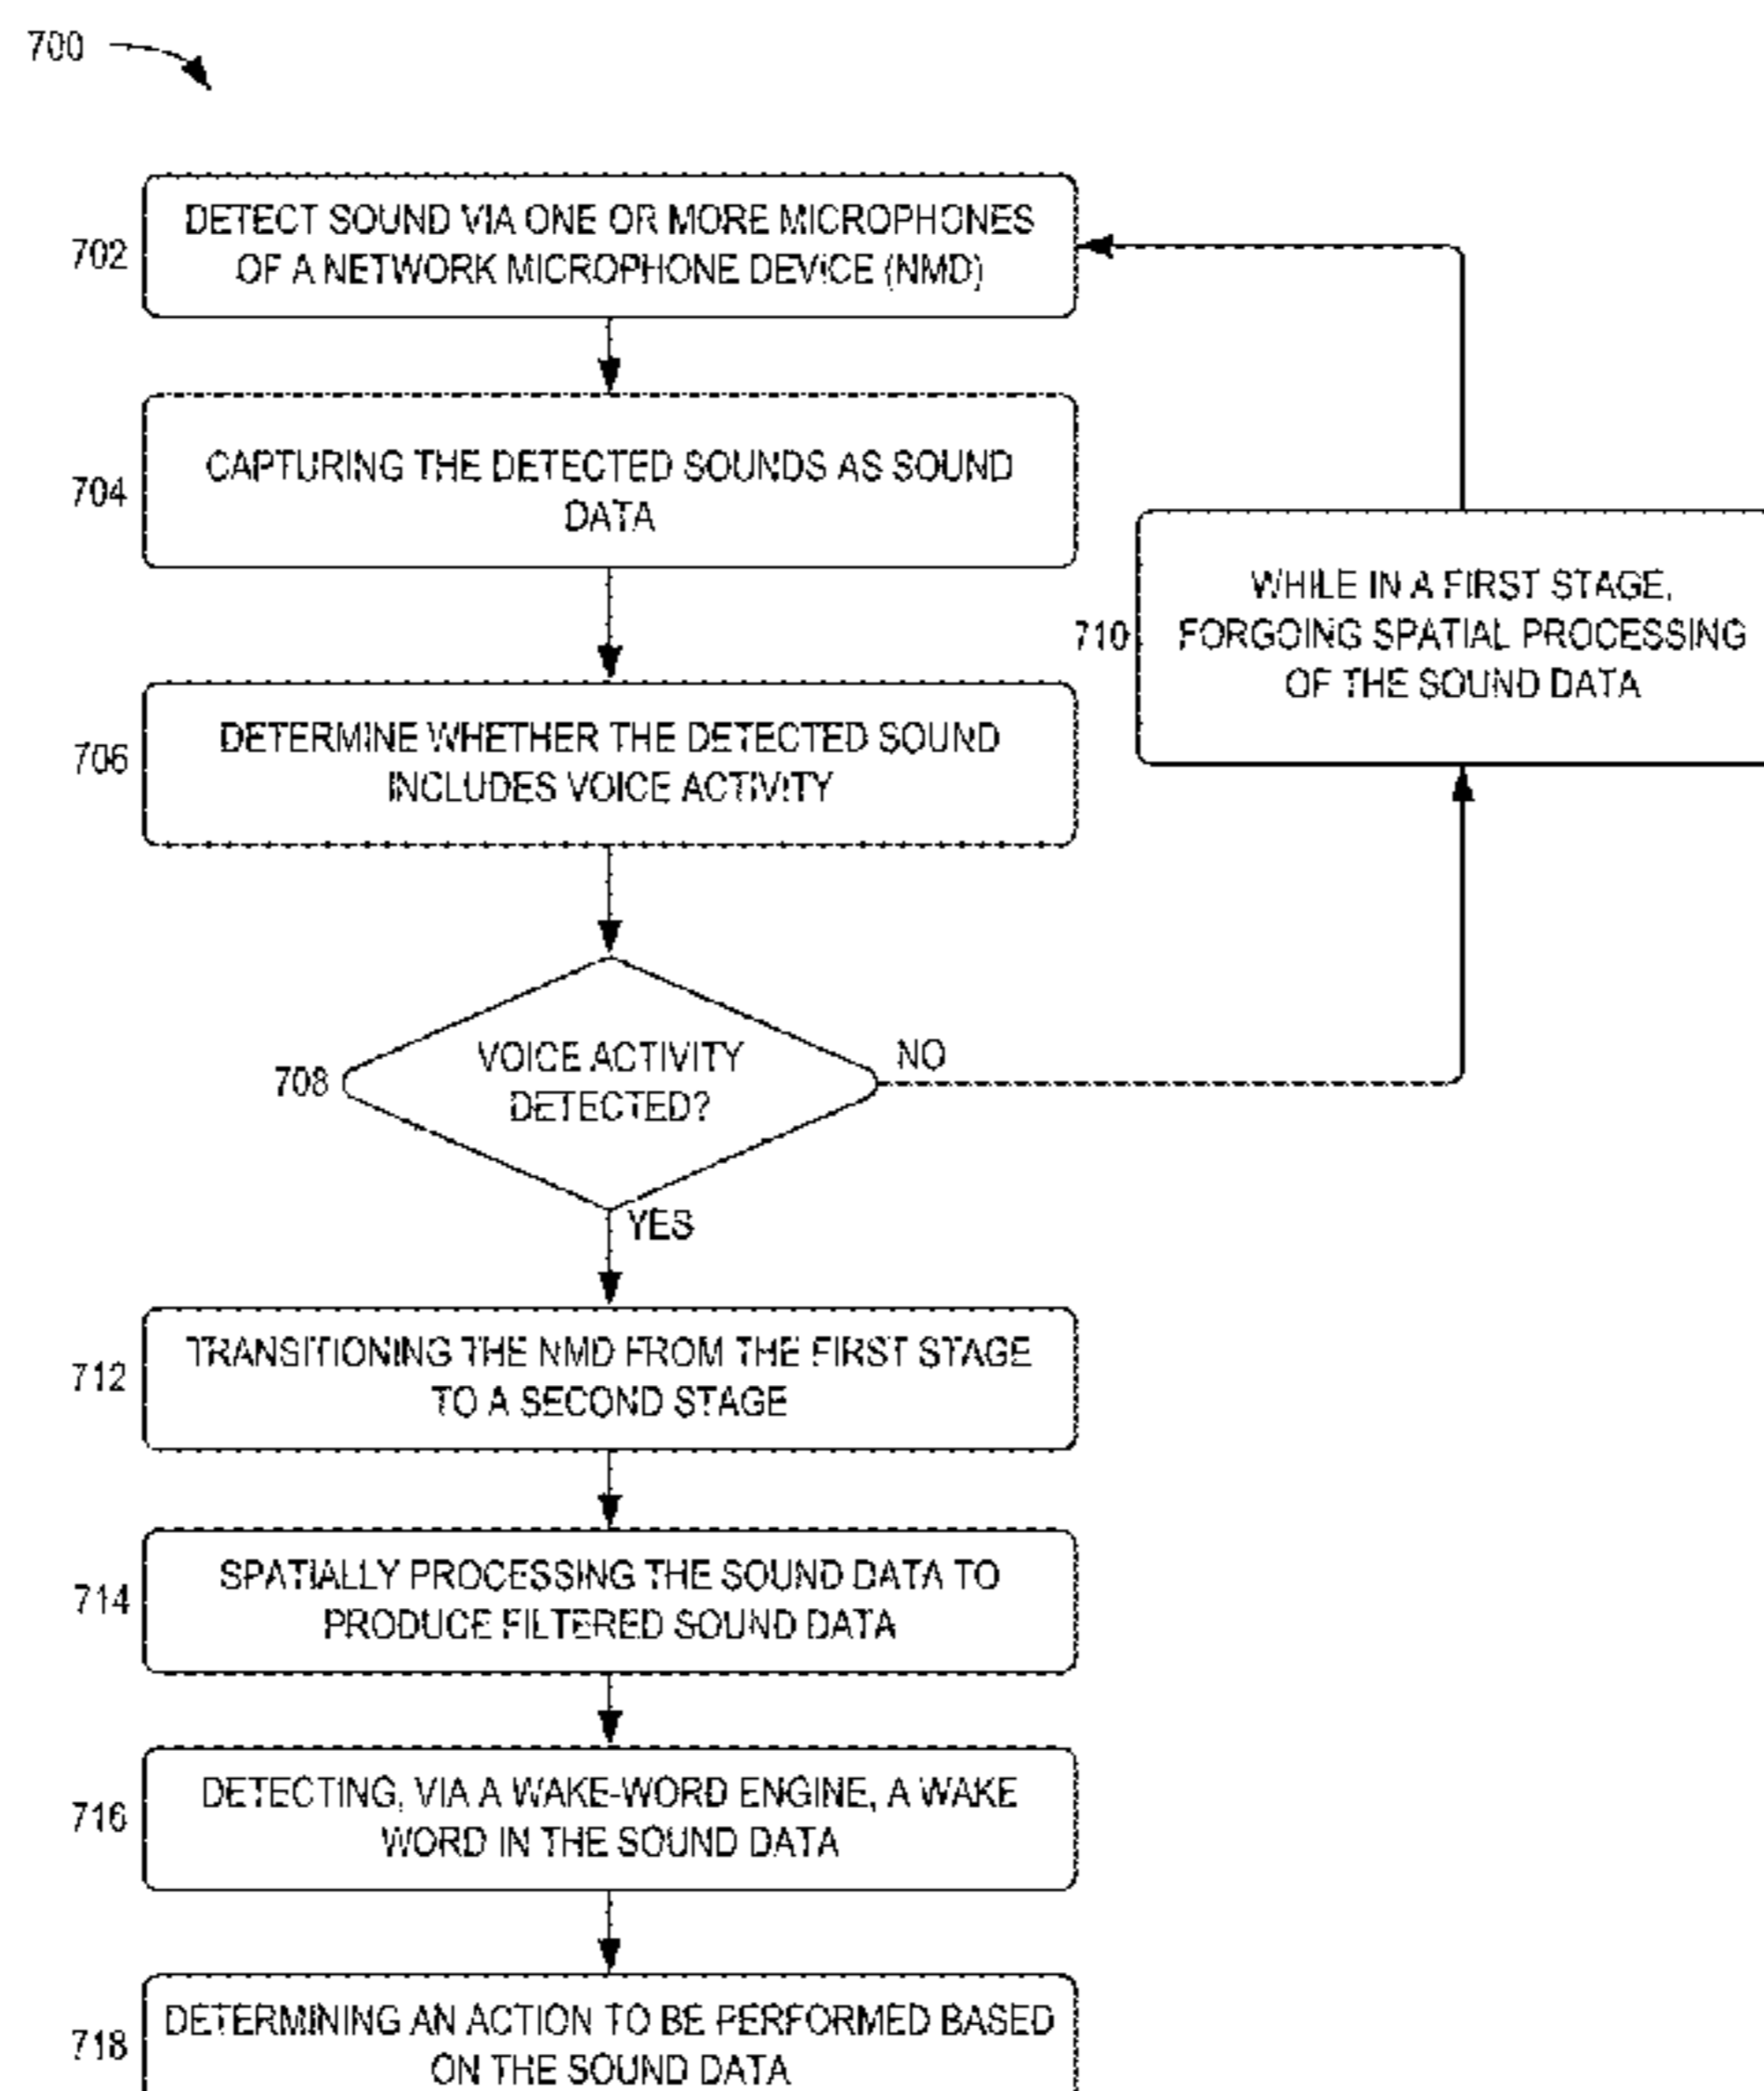 700
702
DETECT SOUND VIA ONE OR MORE MICROPHONES
OF A NETWORK MICROPHONE DEVICE (NMD)
704
CAPTURING THE DETECTED SOUNDS AS SOUND
DATA
706
DETERMINE WHETHER THE DETECTED SOUND
INCLUDES VOICE ACTIVITY
708
VOICE ACTIVITY
DETECTED?
NO
710
WHILE IN A FIRST STAGE,
FORGOING SPATIAL PROCESSING
OF THE SOUND DATA
YES
712
TRANSITIONING THE NMD FROM THE FIRST STAGE
TO A SECOND STAGE
714
SPATIALLY PROCESSING THE SOUND DATA TO
PRODUCE FILTERED SOUND DATA
716
DETECTING, VIA A WAKE-WORD ENGINE, A WAKE
WORD IN THE SOUND DATA
718
DETERMINING AN ACTION TO BE PERFORMED BASED
ON THE SOUND DATA